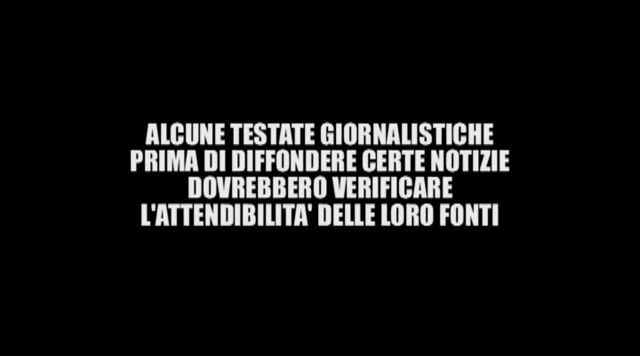 ALCUNE TESTATE GIORNALISTICHE
PRIMA DI DIFFONDERE CERTE NOTIZIE
DOVREBBERO VERIFICARE
L'ATTENDIBILITA' DELLE LORO FONTI